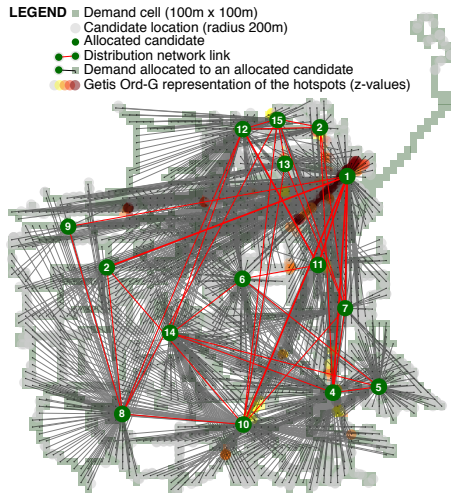 LEGEND Demand cell (100m x 100m)
Candidate location (radius 200m)
Allocated candidate
Distribution network link
Demand allocated to an allocated candidate
Getis Ord-G representation of the hotspots (z-values)
15
12 2
13
1
9
2 11
6
7
14
4 5
8
10